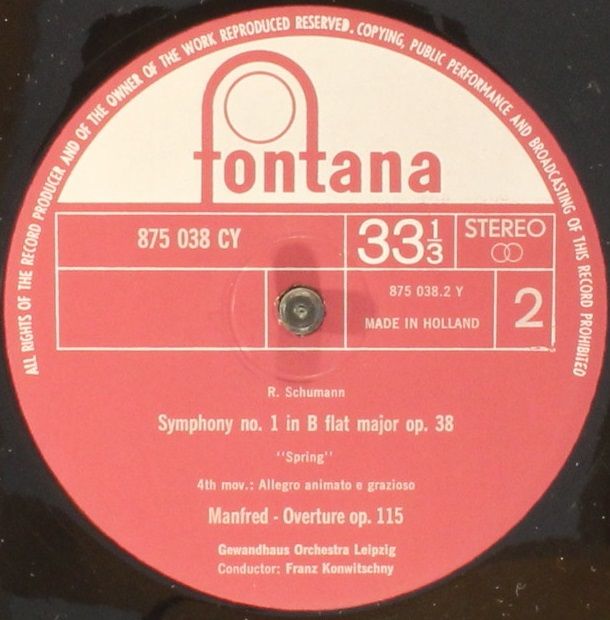 ALL RIGHTS OF THE RECORD PRODUCER AND OF THE OWNER OF THE WORK REPRODUCED RESERVED. COPYING, PUBLIC PERFORMANCE AND BROADCASTING OF THIS RECORD PROHIBITED
fontana
875 038 CY
33⅓
STEREO
875 038.2 Y
MADE IN HOLLAND
2
R. Schumann
Symphony no. 1 in B flat major op. 38
"Spring"
4th mov.: Allegro animato e grazioso
Manfred - Overture op. 115
Gewandhaus Orchestra Leipzig
Conductor: Franz Konwitschny